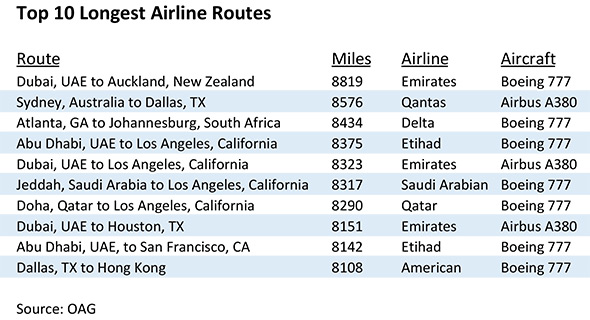 Top 10 Longest Airline Routes
Route Miles Airline Aircraft
Dubai, UAE to Auckland, New Zealand 8819 Emirates Boeing 777
Sydney, Australia to Dallas, TX 8576 Qantas Airbus A380
Atlanta, GA to Johannesburg, South Africa 8434 Delta Boeing 777
Abu Dhabi, UAE to Los Angeles, California 8375 Etihad Boeing 777
Dubai, UAE to Los Angeles, California 8323 Emirates Airbus A380
Jeddah, Saudi Arabia to Los Angeles, California 8317 Saudi Arabian Boeing 777
Doha, Qatar to Los Angeles, California 8290 Qatar Boeing 777
Dubai, UAE to Houston, TX 8151 Emirates Airbus A380
Abu Dhabi, UAE, to San Francisco, CA 8142 Etihad Boeing 777
Dallas, TX to Hong Kong 8108 American Boeing 777
Source: OAG